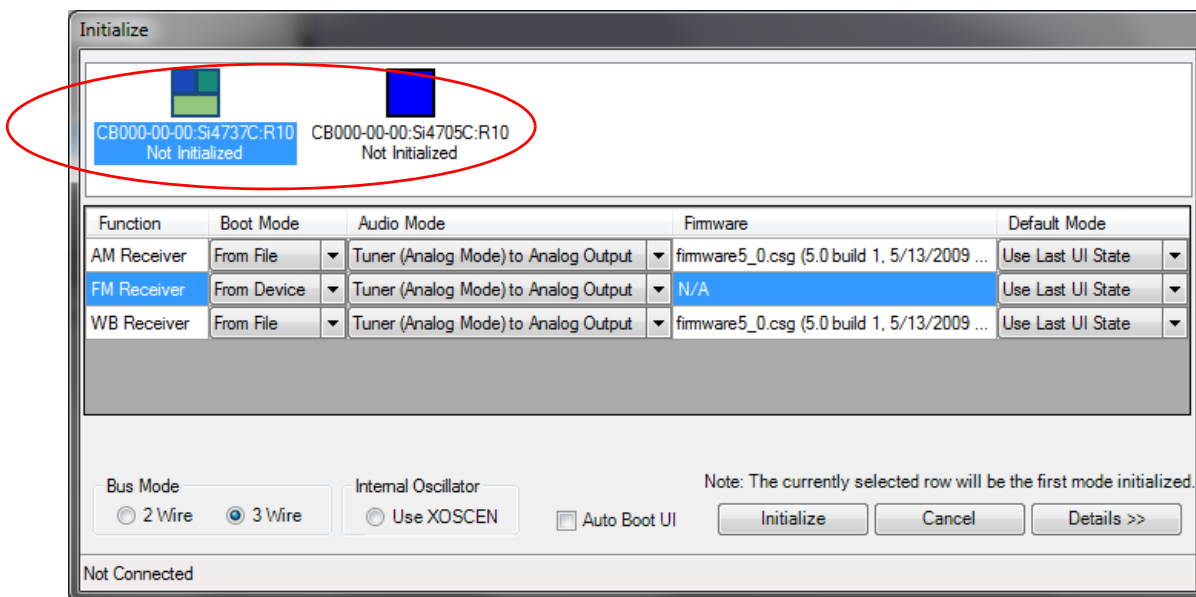 Initialize
CB000-00-00:Si4737C:R10 CB000-00-00:Si4705C:R10
Not Initialized Not Initialized
Function Boot Mode Audio Mode Firmware Default Mode
AM Receiver From File Tuner (Analog Mode) to Analog Output firmware5_0.csg (5.0 build 1, 5/13/2009 ... Use Last UI State
FM Receiver From Device Tuner (Analog Mode) to Analog Output N/A Use Last UI State
WB Receiver From File Tuner (Analog Mode) to Analog Output firmware5_0.csg (5.0 build 1, 5/13/2009 ... Use Last UI State
Note: The currently selected row will be the first mode initialized.
Bus Mode Internal Oscillator
2 Wire 3 Wire Use XOSCEN Auto Boot UI Initialize Cancel Details >>
Not Connected